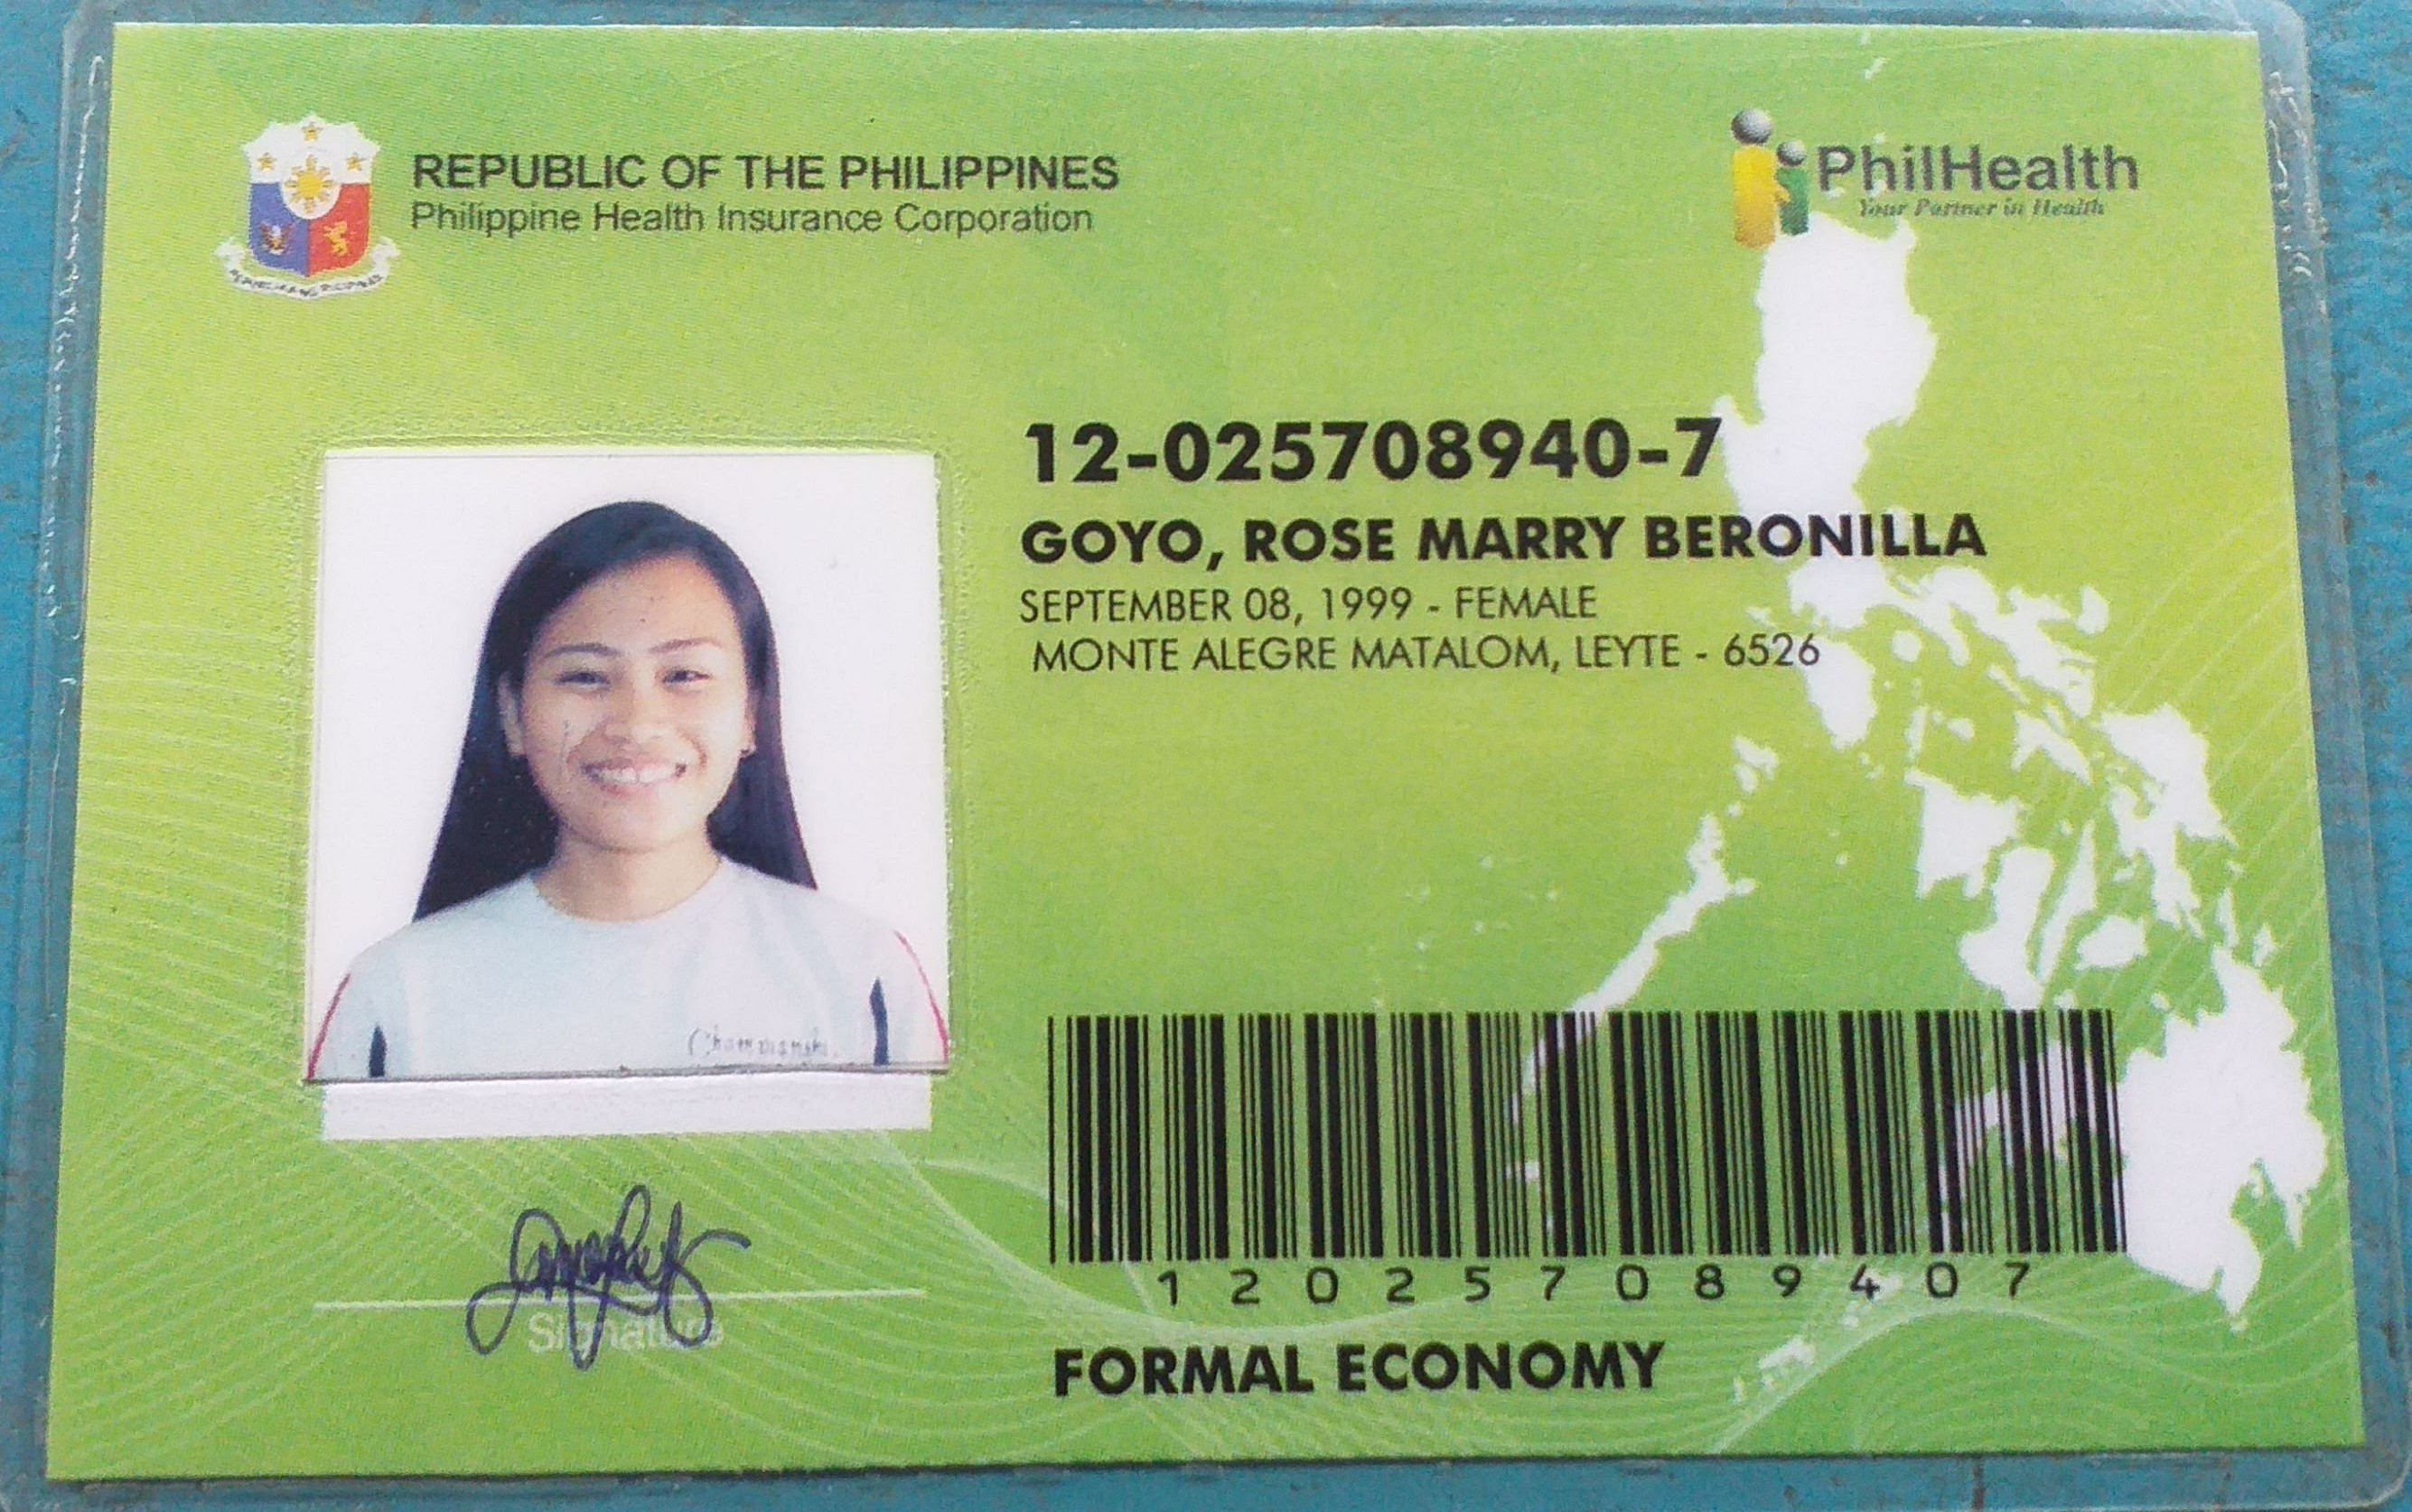 REPUBLIC OF THE PHILIPPINES
Philippine Health Insurance Corporation
PhilHealth
Your Partner in Health
12-025708940-7
GOYO, ROSE MARRY BERONILLA
SEPTEMBER 08, 1999 - FEMALE
MONTE ALEGRE MATALOM, LEYTE - 6526
Signature
120257089407
FORMAL ECONOMY